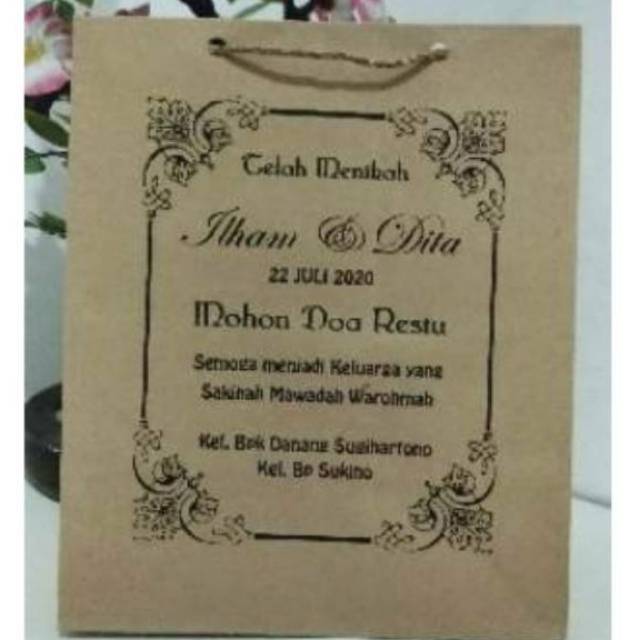 Telah Menikah
Ilham & Dita
22 JULI 2020
Mohon Doa Restu
Semoga menjadi Keluarga yang
Sakinah Mawadah Warohmah
Kel. Bpk Danang Sugihartono
Kel. Bp Sukino